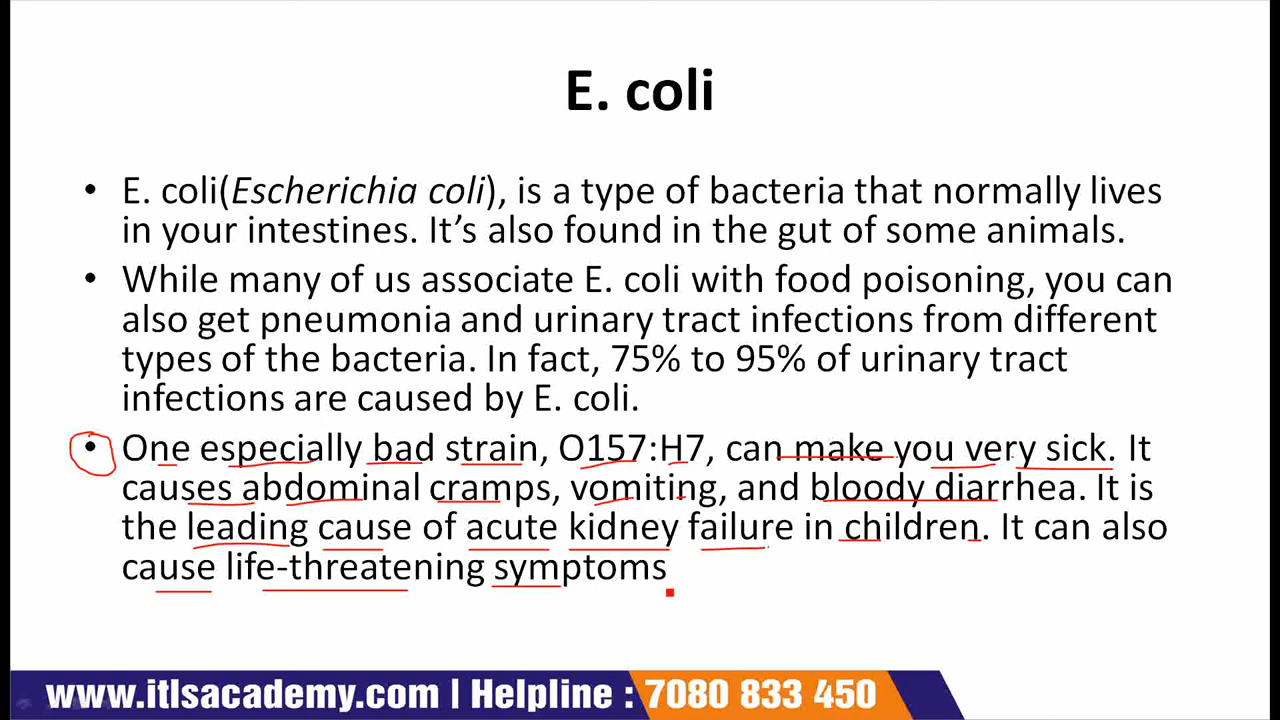 E. coli
• E. coli(Escherichia coli), is a type of bacteria that normally lives
in your intestines. It’s also found in the gut of some animals.
• While many of us associate E. coli with food poisoning, you can
also get pneumonia and urinary tract infections from different
types of the bacteria. In fact, 75% to 95% of urinary tract
infections are caused by E. coli.
• One especially bad strain, O157:H7, can make you very sick. It
causes abdominal cramps, vomiting, and bloody diarrhea. It is
the leading cause of acute kidney failure in children. It can also
cause life-threatening symptoms
www.itlsacademy.com | Helpline : 7080 833 450